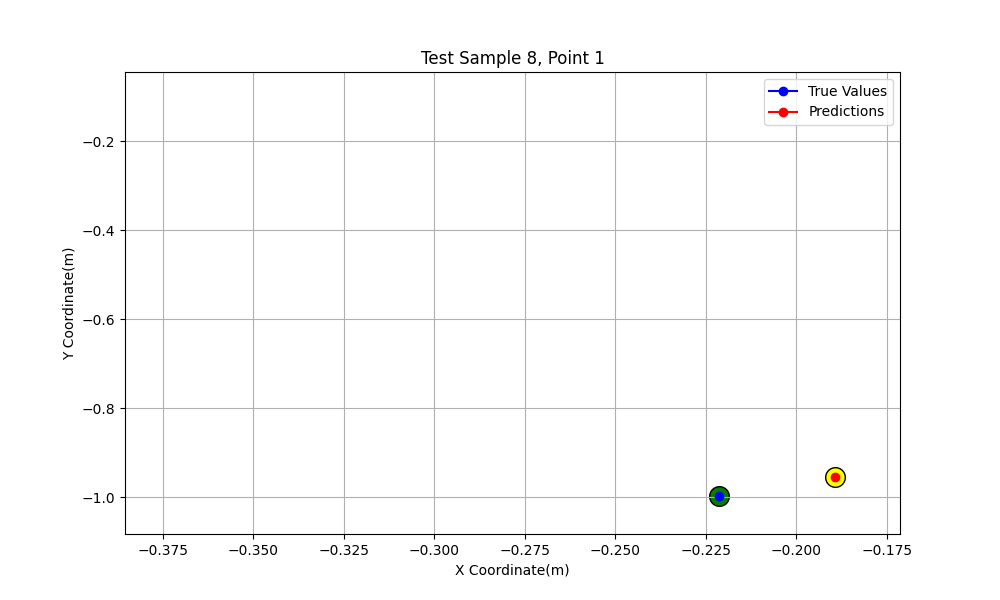 Test Sample 8, Point 1
True Values
Predictions
−0.2
−0.4
−0.6
−0.8
−1.0
Y Coordinate(m)
−0.375 −0.350 −0.325 −0.300 −0.275 −0.250 −0.225 −0.200 −0.175
X Coordinate(m)